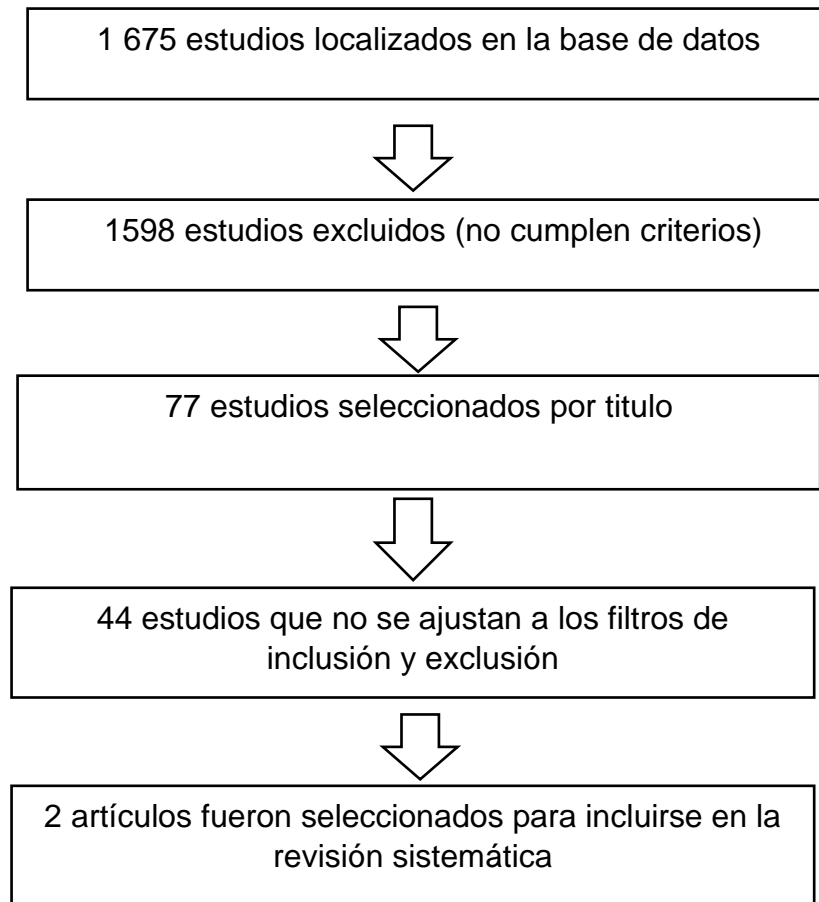 1 675 estudios localizados en la base de datos
1598 estudios excluidos (no cumplen criterios)
77 estudios seleccionados por titulo
44 estudios que no se ajustan a los filtros de
inclusión y exclusión
2 artículos fueron seleccionados para incluirse en la
revisión sistemática